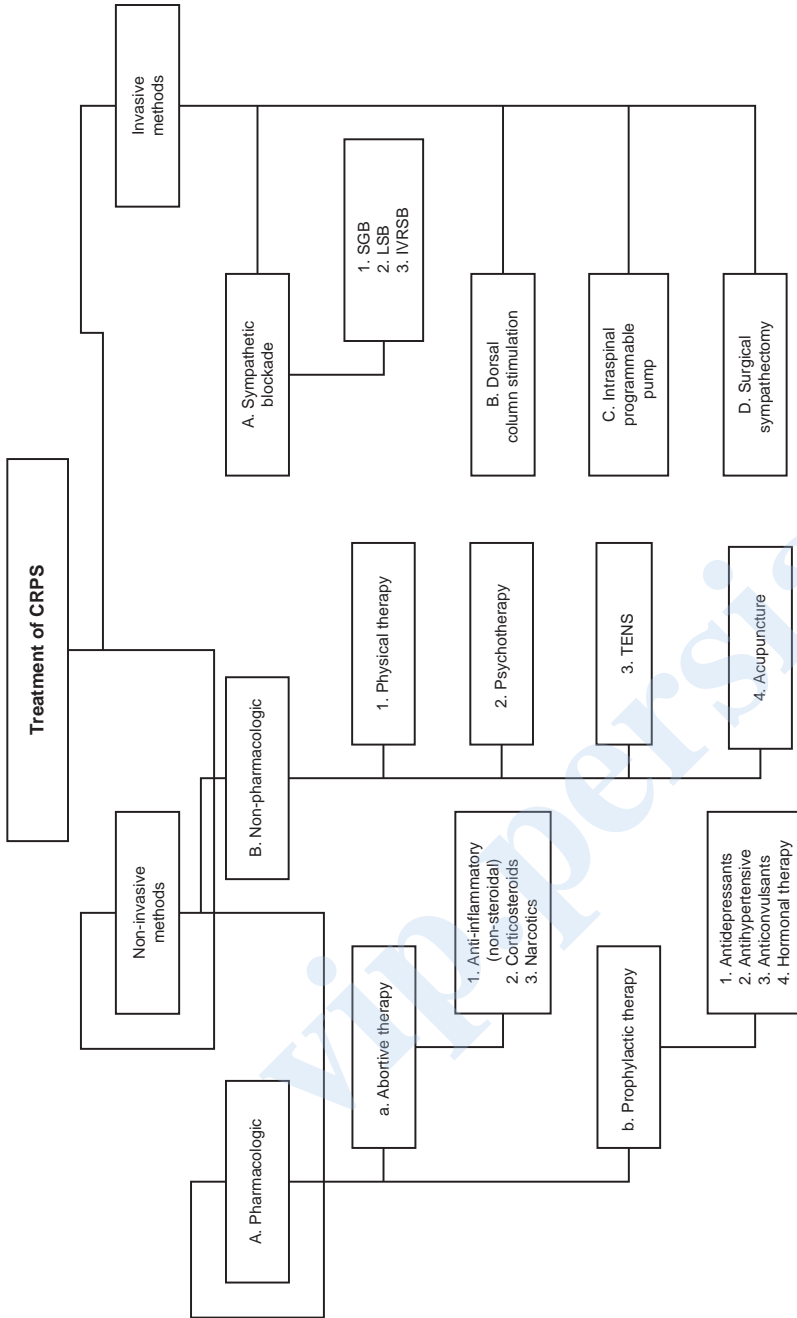 Treatment of CRPS
Non-invasive
methods
Invasive
methods
A. Pharmacologic
a. Abortive therapy
1. Anti-inflammatory
(non-steroidal)
2. Corticosteroids
3. Narcotics
b. Prophylactic therapy
1. Antidepressants
2. Antihypertensive
3. Anticonvulsants
4. Hormonal therapy
B. Non-pharmacologic
1. Physical therapy
2. Psychotherapy
3. TENS
4. Acupuncture
A. Sympathetic
blockade
1. SGB
2. LSB
3. IVRSB
B. Dorsal
column stimulation
C. Intraspinal
programmable
pump
D. Surgical
sympathectomy